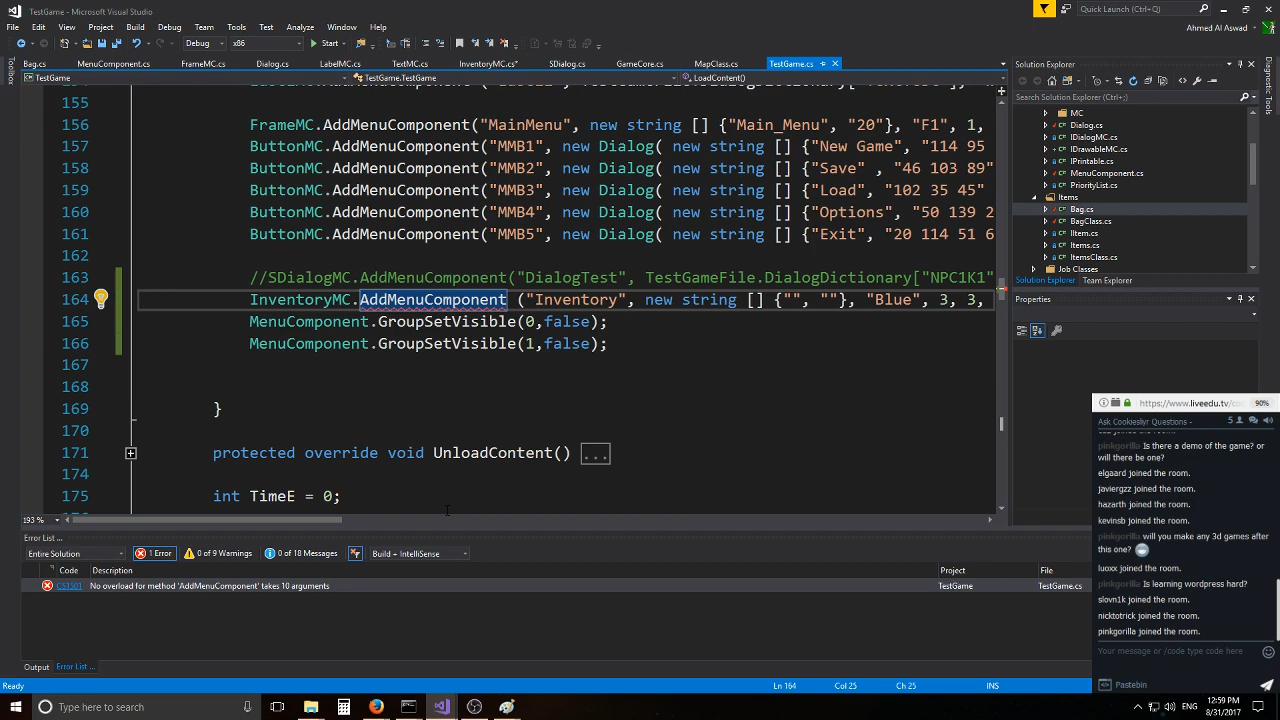 TestGame - Microsoft Visual Studio
Quick Launch (Ctrl+Q)
File Edit View Project Build Debug Team Tools Test Analyze Window Help
Ahmed Al Aswad
Debug x86 Start
Bag.cs MenuComponent.cs FrameMC.cs Dialog.cs LabelMC.cs TextMC.cs InventoryMC.cs* SDialog.cs GameCore.cs MapClass.cs TestGame.cs
TestGame TestGame.TestGame LoadContent()
Toolbox
155
156 FrameMC.AddMenuComponent("MainMenu", new string [] {"Main_Menu", "20"}, "F1", 1,
157 ButtonMC.AddMenuComponent("MMB1", new Dialog( new string [] {"New Game", "114 95
158 ButtonMC.AddMenuComponent("MMB2", new Dialog( new string [] {"Save" , "46 103 89"
159 ButtonMC.AddMenuComponent("MMB3", new Dialog( new string [] {"Load", "102 35 45"
160 ButtonMC.AddMenuComponent("MMB4", new Dialog( new string [] {"Options", "50 139 2
161 ButtonMC.AddMenuComponent("MMB5", new Dialog( new string [] {"Exit", "20 114 51 6
162
163 //SDialogMC.AddMenuComponent("DialogTest", TestGameFile.DialogDictionary["NPC1K1"
164 InventoryMC.AddMenuComponent ("Inventory", new string [] {"", ""}, "Blue", 3, 3,
165 MenuComponent.GroupSetVisible(0,false);
166 MenuComponent.GroupSetVisible(1,false);
167
168
169 }
170
171 protected override void UnloadContent() ...
174
175 int TimeE = 0;
193 %
Error List ...
Entire Solution 1 Error 0 of 9 Warnings 0 of 18 Messages Build + IntelliSense
Code Description Project File
CS1501 No overload for method 'AddMenuComponent' takes 10 arguments TestGame TestGame.cs
Output Error List ...
Ready Ln 164 Col 25 Ch 25 INS
Solution Explorer
Search Solution Explorer (Ctrl+;)
MC
Dialog.cs
DialogMC.cs
IDrawableMC.cs
IPrintable.cs
MenuComponent.cs
PriorityList.cs
Items
Bag.cs
BagClass.cs
IItem.cs
ItemsClass.cs
Job Classes
Solution Explorer Team Explorer
Properties
Diagnostic Tools
https://www.liveedu.tv/co 90%
Ask Cookieslyr Questions - 5
joined the room.
pinkgorilla Is there a demo of the game? or
will there be one?
elgaard joined the room.
javiergzz joined the room.
hazarth joined the room.
kevinsb joined the room.
pinkgorilla will you make any 3d games after
this one?
luoxx joined the room.
pinkgorilla Is learning wordpress hard?
slovn1k joined the room.
nicktotrick joined the room.
pinkgorilla joined the room.
Your message or /code type code here
Pastebin
Type here to search
ENG
12:59 PM
8/31/2017